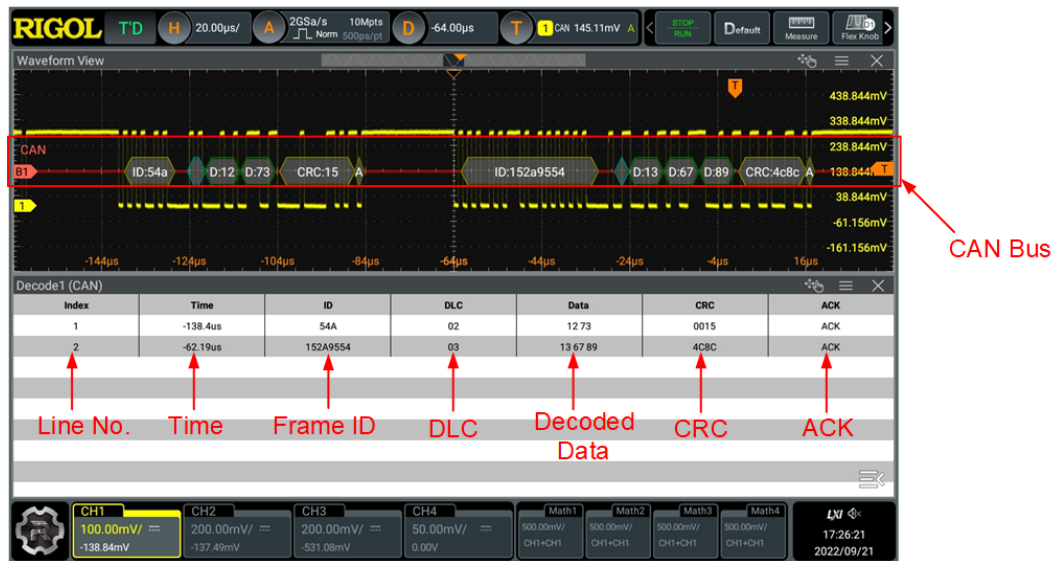 RIGOL T'D H 20.00μs/ A 2GSa/s 10Mpts Norm 500ps/pt D -64.00μs T 1 CAN 145.11mV A < STOP RUN Default Measure Flex Knob >
Waveform View
T
438.844mV
338.844mV
CAN 238.844mV
B1 ID:54a D:12 D:73 CRC:15 A ID:152a9554 D:13 D:67 D:89 CRC:4c8c A 138.844 T
1 38.844mV
-61.156mV
-161.156mV
CAN Bus
-144μs -124μs -104μs -84μs -64μs -44μs -24μs -4μs 16μs
Decode1 (CAN)
Index Time ID DLC Data CRC ACK
1 -138.4us 54A 02 12 73 0015 ACK
2 -62.19us 152A9554 03 13 67 89 4C8C ACK
Line No. Time Frame ID DLC Decoded Data CRC ACK
CH1 CH2 CH3 CH4 Math1 Math2 Math3 Math4
100.00mV/ 200.00mV/ 200.00mV/ 50.00mV/ 500.00mV/ 500.00mV/ 500.00mV/ 500.00mV/
-138.84mV -137.49mV -531.08mV 0.00V CH1+CH1 CH1+CH1 CH1+CH1 CH1+CH1
LXI
17:26:21
2022/09/21